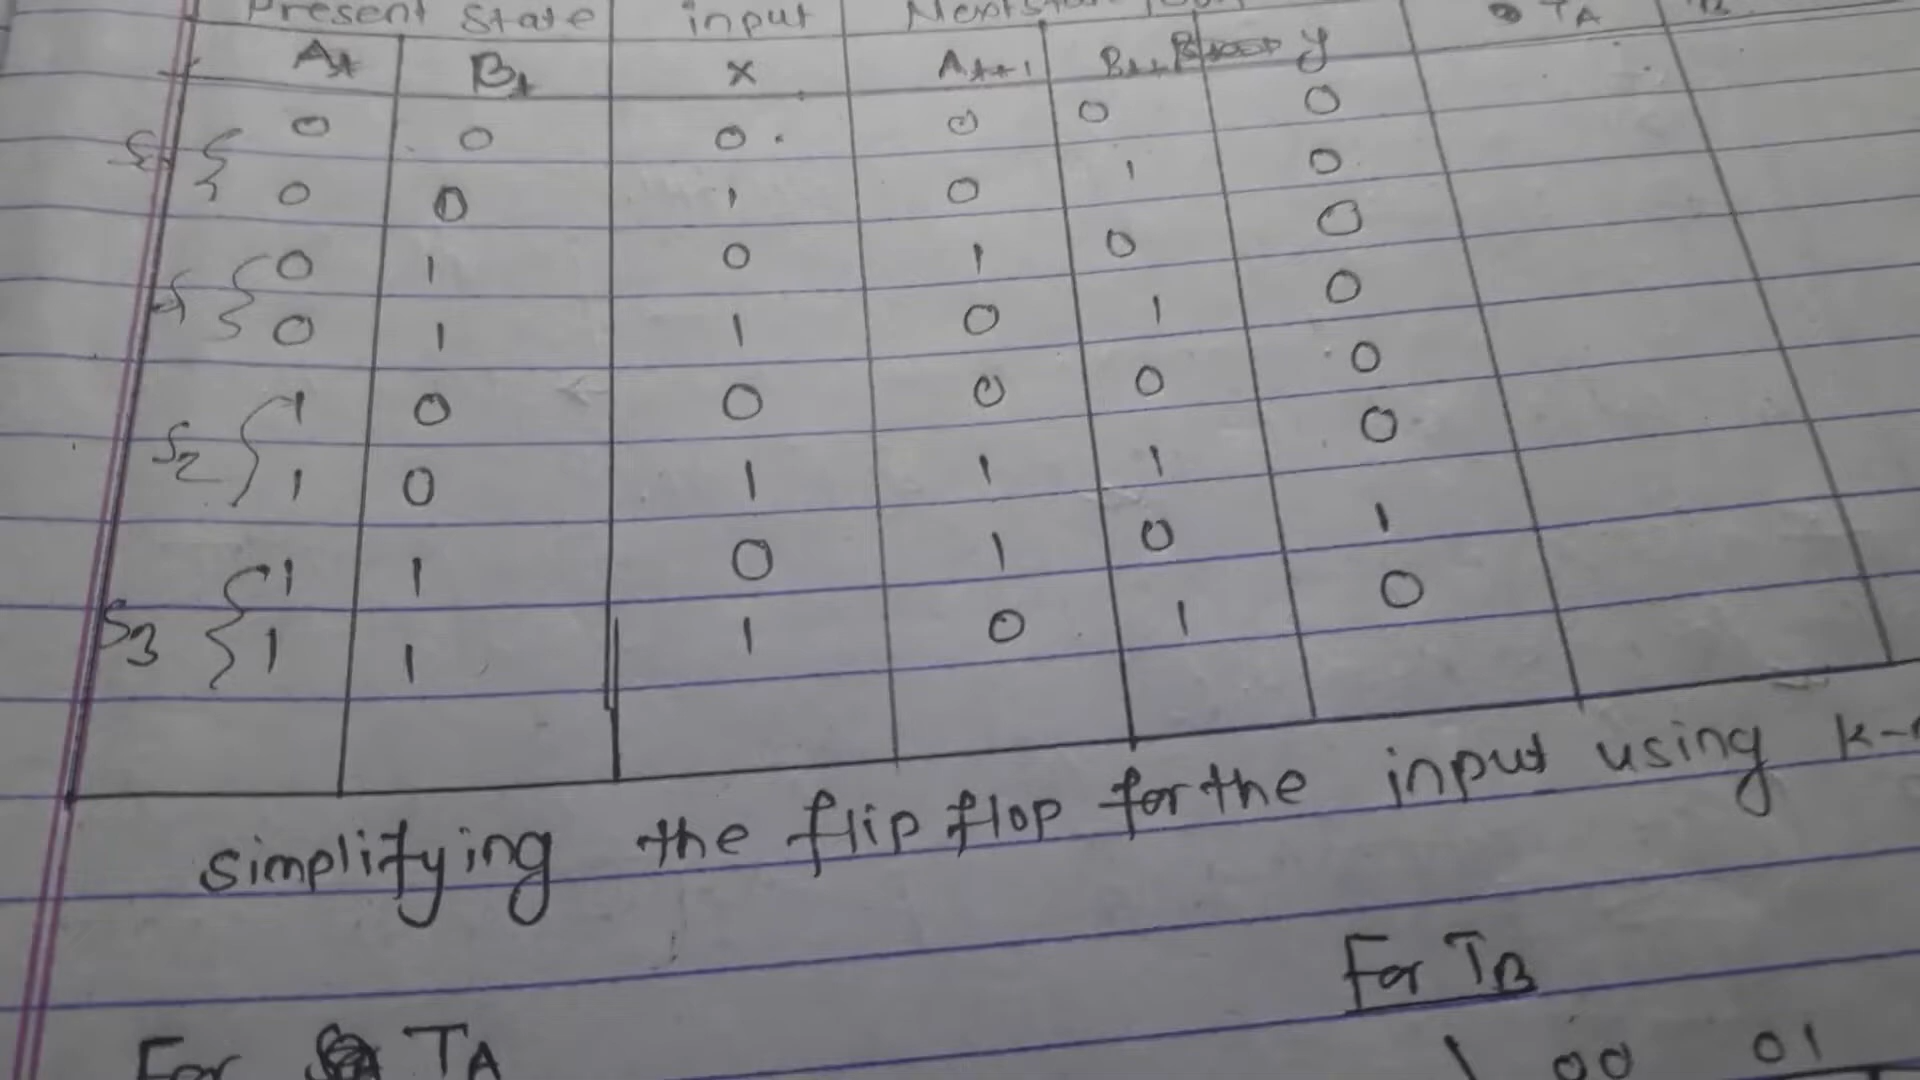 Present State input TA
At Bt x At+1 y
0 0 0 0 0 0
0 0 1 0 1 0
0 1 0 1 0 0
S1 0 1 1 0 1 0
S2 1 0 0 0 0 0
1 0 1 1 1 0
1 1 0 1 0 1
S3 1 1 1 0 1 0
simplifying the flip flop for the input using k-
For TB
For TA
00 01